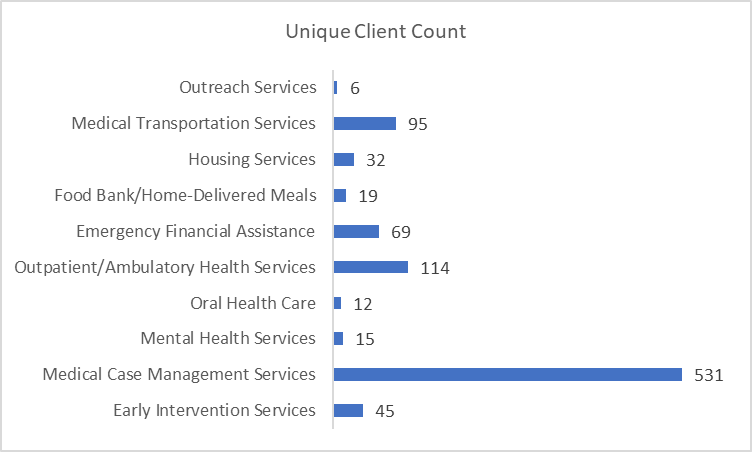 Unique Client Count
Outreach Services 6
Medical Transportation Services 95
Housing Services 32
Food Bank/Home-Delivered Meals 19
Emergency Financial Assistance 69
Outpatient/Ambulatory Health Services 114
Oral Health Care 12
Mental Health Services 15
Medical Case Management Services 531
Early Intervention Services 45